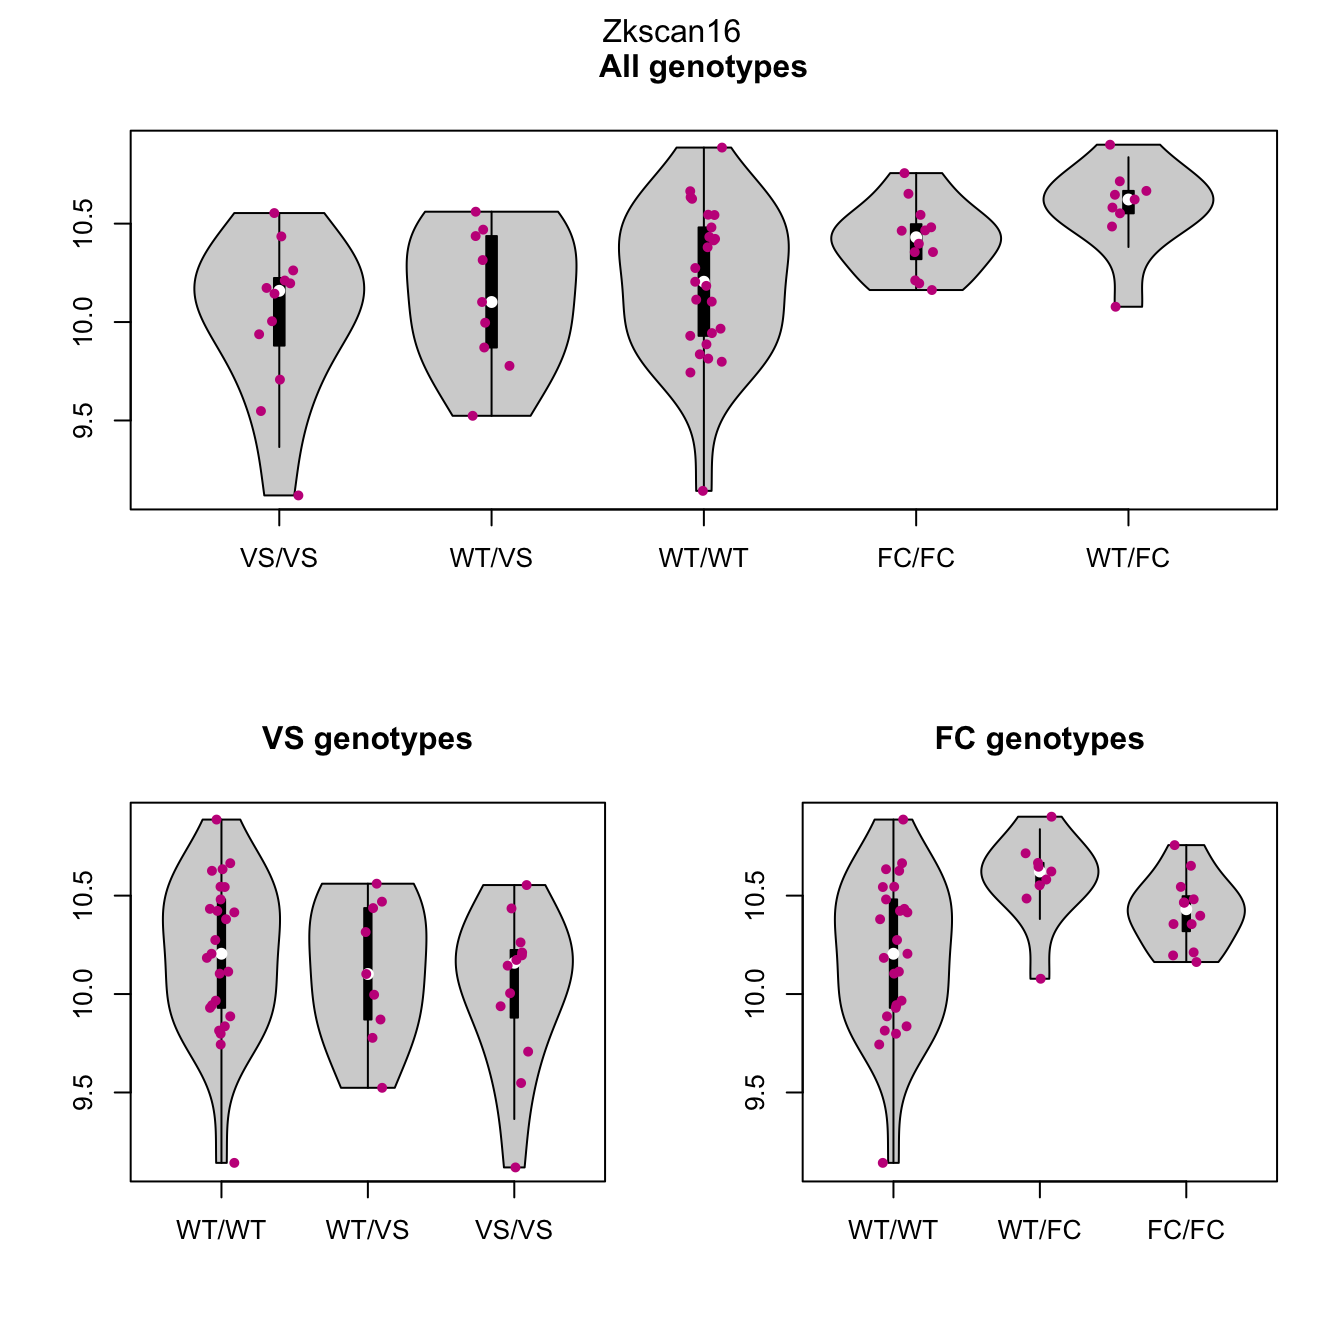 Zkscan16
All genotypes
10.5
10.0
9.5
VS/VS WT/VS WT/WT FC/FC WT/FC
VS genotypes
10.5
10.0
9.5
WT/WT WT/VS VS/VS
FC genotypes
10.5
10.0
9.5
WT/WT WT/FC FC/FC